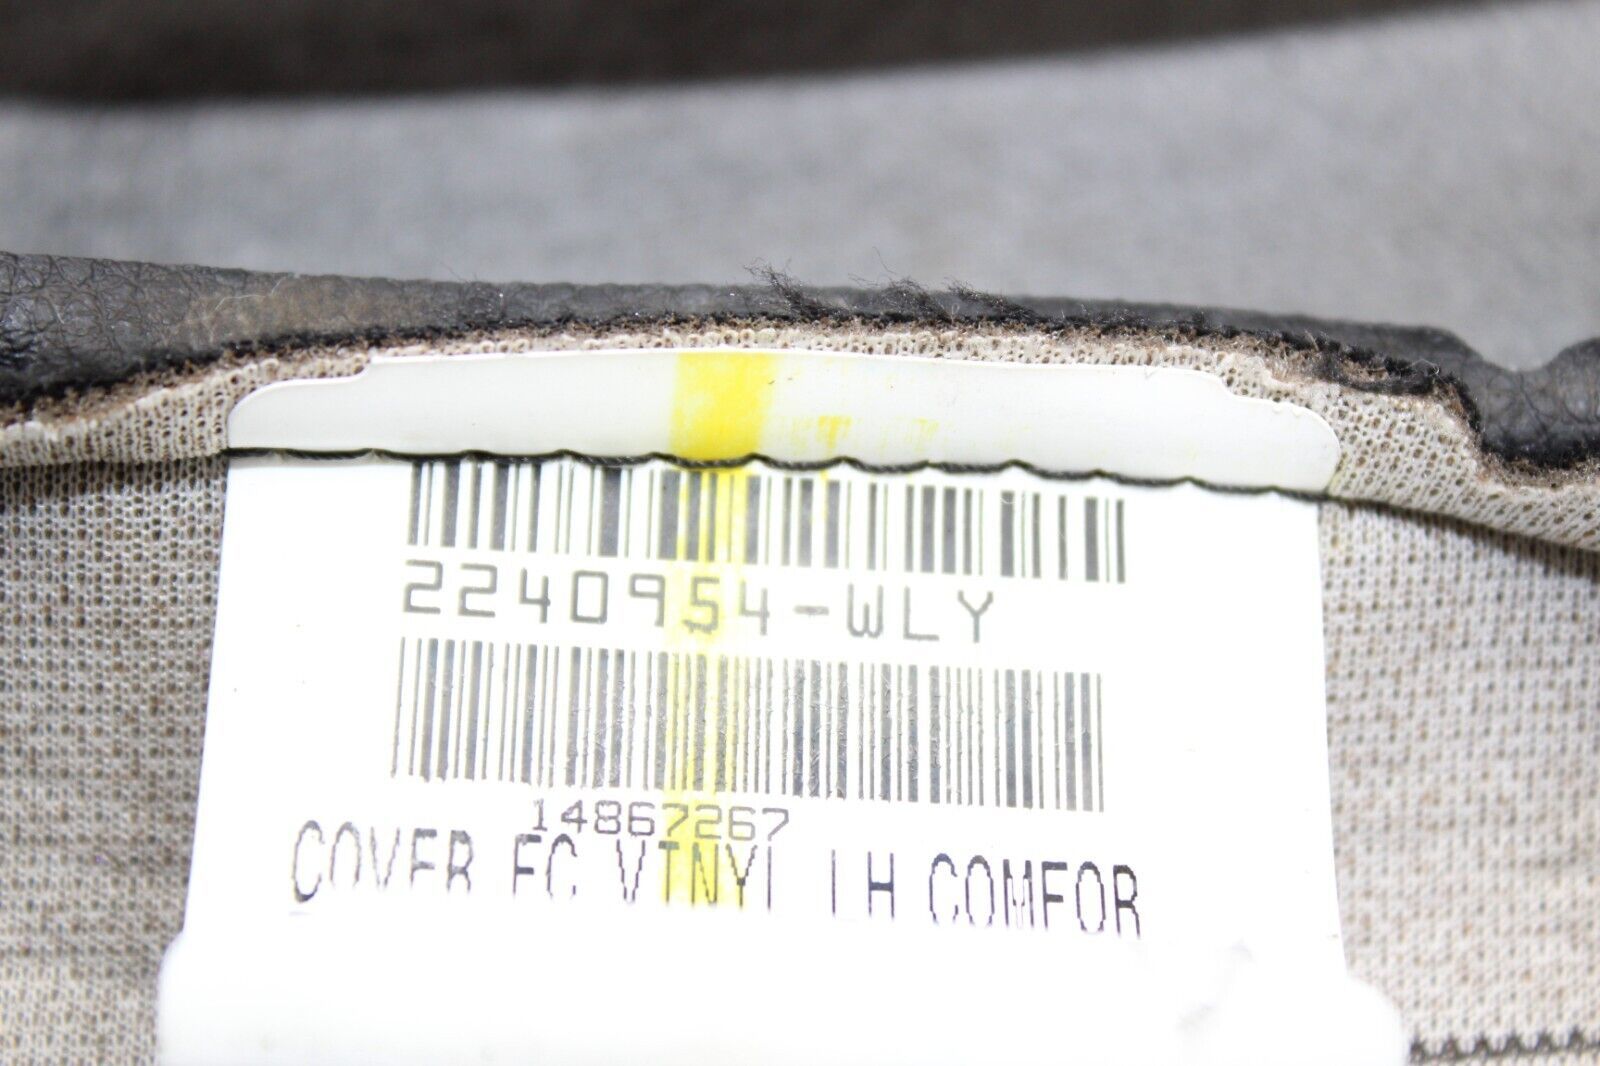 2240954-WLY
14867267
COVER FC VINYL LH COMFOR